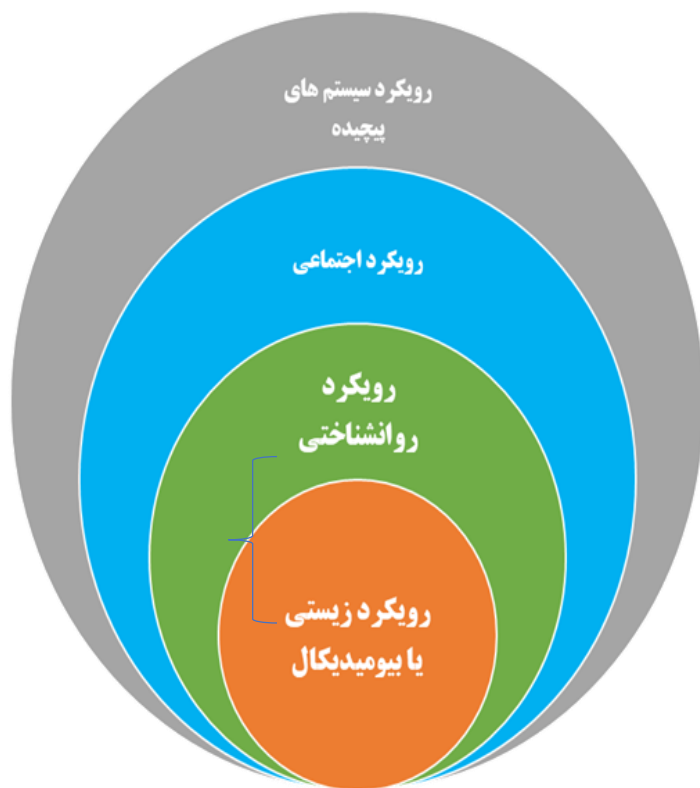 رویکرد سیستم های
پیچیده
رویکرد اجتماعی
رویکرد
روانشناختی
رویکرد زیستی
یا بیومیدیکال